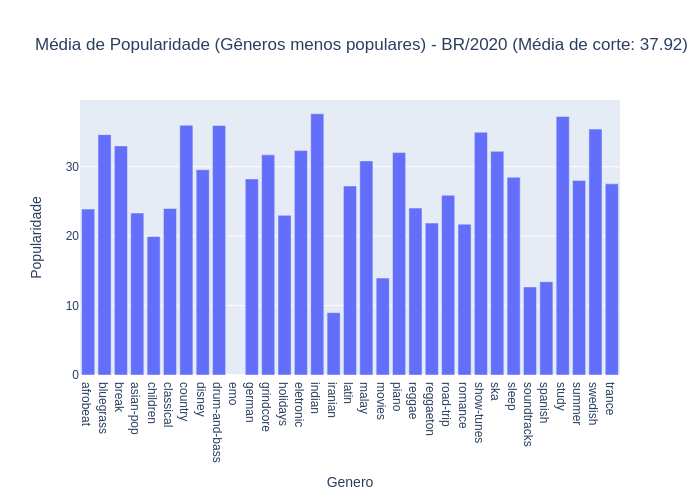 Média de Popularidade (Gêneros menos populares) - BR/2020 (Média de corte: 37.92)
Popularidade
30
20
10
0
afrobeat
bluegrass
break
asian-pop
children
classical
country
disney
drum-and-bass
emo
german
grindcore
holidays
eletronic
indian
iranian
latin
malay
movies
piano
reggae
reggaeton
road-trip
romance
show-tunes
ska
sleep
soundtracks
spanish
study
summer
swedish
trance
Genero